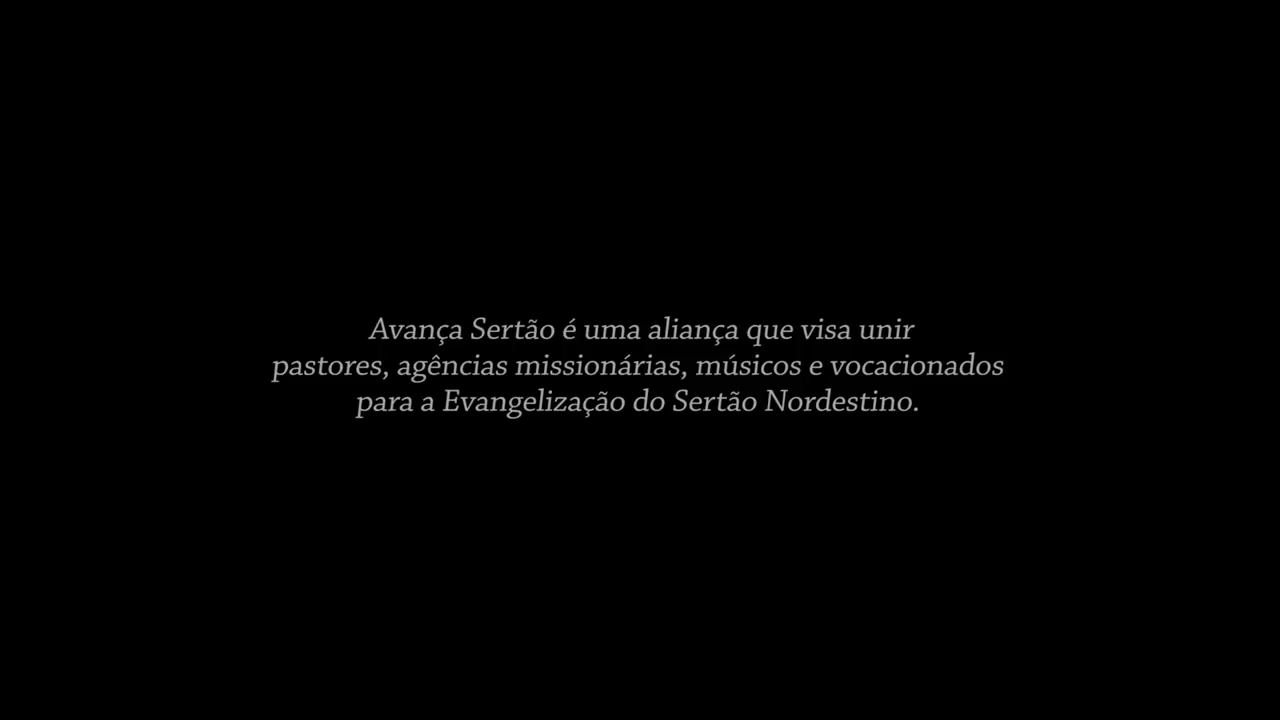 Avança Sertão é uma aliança que visa unir
pastores, agências missionárias, músicos e vocacionados
para a Evangelização do Sertão Nordestino.